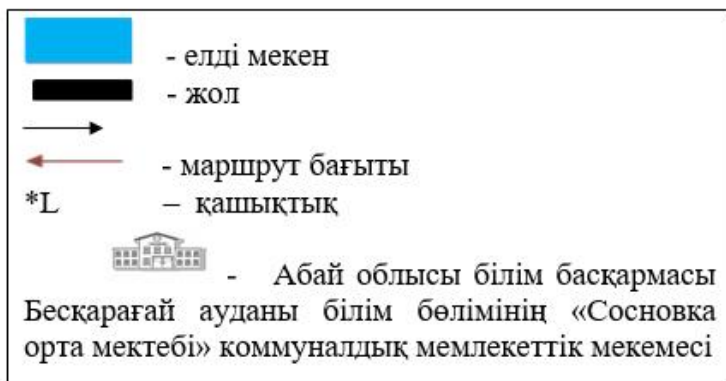 - елді мекен
- жол
- маршрут бағыты
*L – қашықтық
- Абай облысы білім басқармасы
Бесқарағай ауданы білім бөлімінің «Сосновка
орта мектебі» коммуналдық мемлекеттік мекемесі